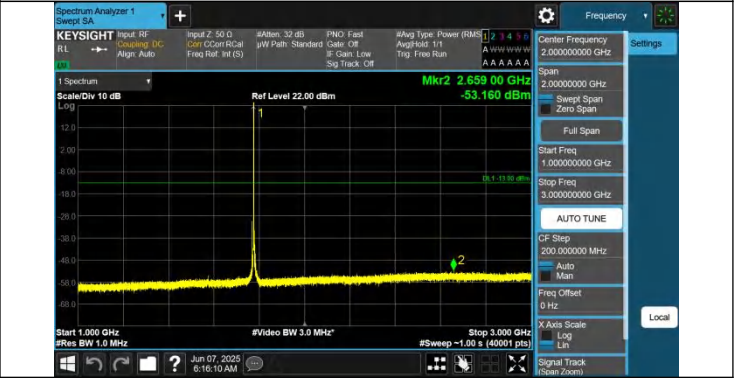 Spectrum Analyzer 1
Swept SA
+
Frequency
KEYSIGHT
RL
Input: RF
Coupling: DC
Align: Auto
Input Z: 50 Ω
Corr CCorr RCal
Freq Ref: Int (S)
#Atten: 32 dB
µW Path: Standard
PNO: Fast
Gate: Off
IF Gain: Low
Sig Track: Off
#Avg Type: Power (RMS
Avg|Hold: 1/1
Trig: Free Run
1 2 3 4 5 6
A W W W W W
A A A A A A
LXI
1 Spectrum
Scale/Div 10 dB
Ref Level 22.00 dBm
Mkr2 2.659 00 GHz
-53.160 dBm
Log
12.0
2.00
-8.00
-18.0
-28.0
-38.0
-48.0
-58.0
-68.0
1
DL1 -13.00 dBm
2
Start 1.000 GHz
#Res BW 1.0 MHz
#Video BW 3.0 MHz*
Stop 3.000 GHz
#Sweep ~1.00 s (40001 pts)
Center Frequency
2.000000000 GHz
Settings
Span
2.00000000 GHz
Swept Span
Zero Span
Full Span
Start Freq
1.000000000 GHz
Stop Freq
3.000000000 GHz
AUTO TUNE
CF Step
200.000000 MHz
Auto
Man
Freq Offset
0 Hz
X Axis Scale
Log
Lin
Local
Signal Track
(Span Zoom)
?
Jun 07, 2025
6:16:10 AM